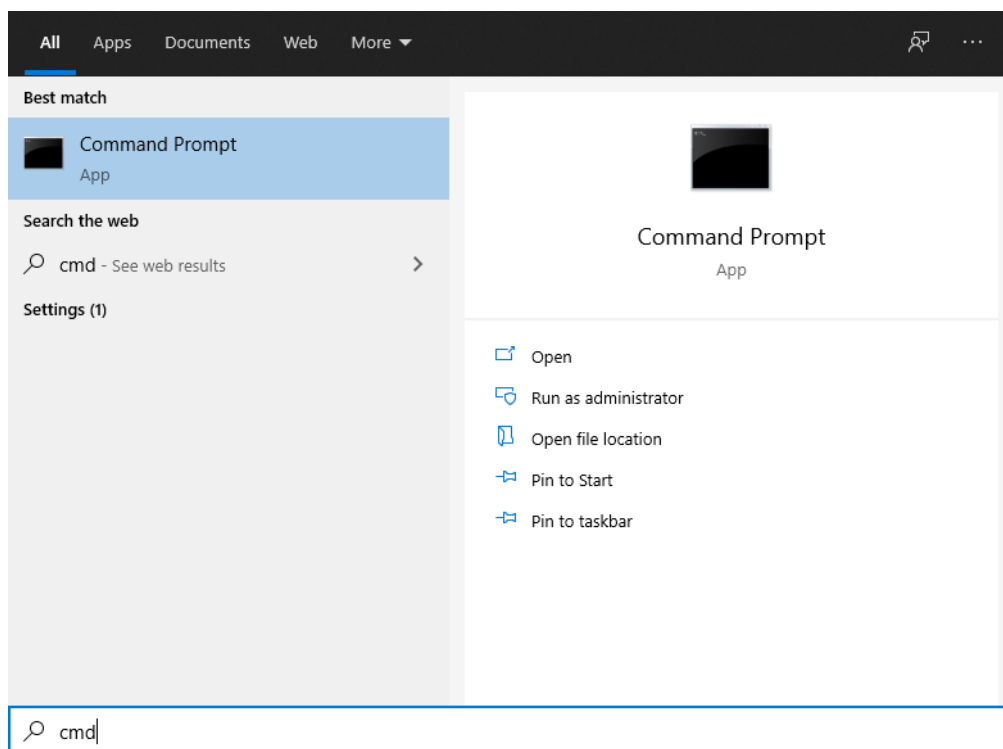 All Apps Documents Web More
Best match
Command Prompt
App
Search the web
cmd - See web results
Settings (1)
Command Prompt
App
Open
Run as administrator
Open file location
Pin to Start
Pin to taskbar
cmd